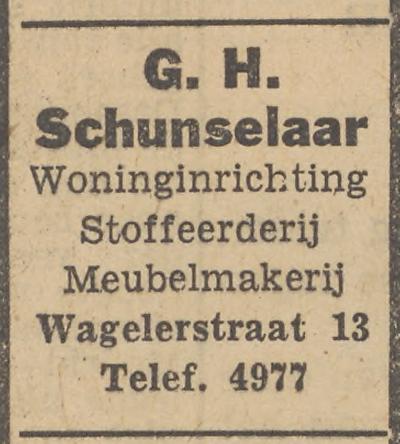 G. H.
Schunselaar
Woninginrichting
Stoffeerderij
Meubelmakerij
Wagelerstraat 13
Telef. 4977